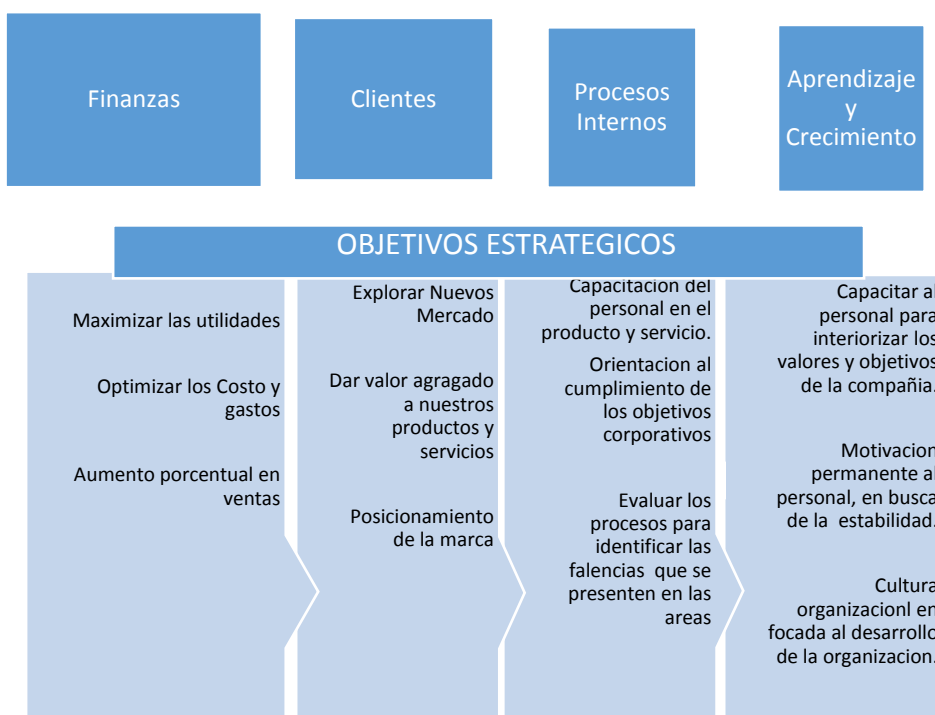 Finanzas
Clientes
Procesos
Internos
Aprendizaje
y
Crecimiento
OBJETIVOS ESTRATEGICOS
Maximizar las utilidades
Optimizar los Costo y
gastos
Aumento porcentual en
ventas
Explorar Nuevos
Mercado
Dar valor agragado
a nuestros
productos y
servicios
Posicionamiento
de la marca
Capacitacion del
personal en el
producto y servicio.
Orientacion al
cumplimiento de
los objetivos
corporativos
Evaluar los
procesos para
identificar las
falencias que se
presenten en las
areas
Capacitar al
personal para
interiorizar los
valores y objetivos
de la compañia.
Motivacion
permanente al
personal, en busca
de la estabilidad.
Cultura
organizacionl en
focada al desarrollo
de la organizacion.